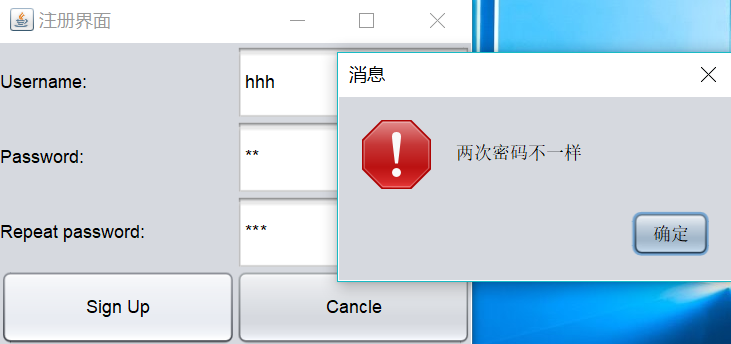 注册界面
Username:
hhh
Password:
**
Repeat password:
***
Sign Up
Cancle
消息
两次密码不一样
确定